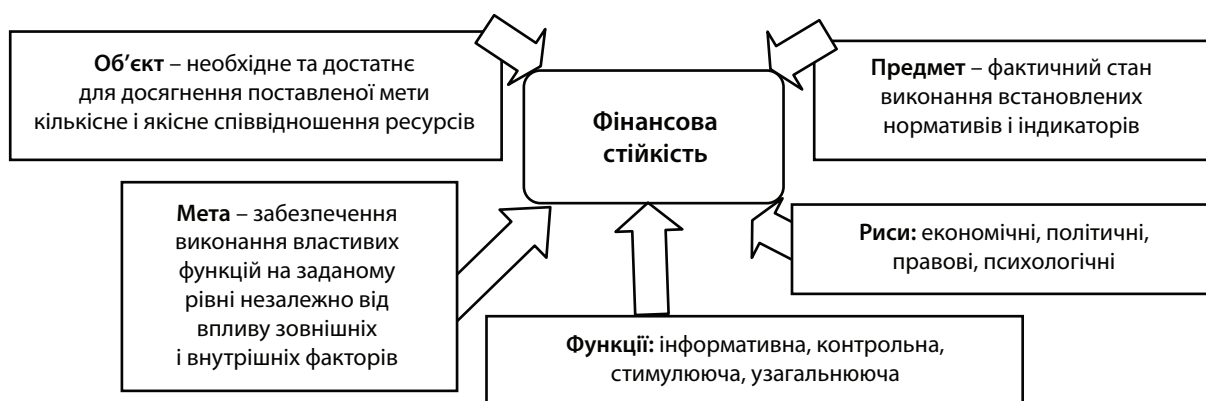 Об’єкт – необхідне та достатнє
для досягнення поставленої мети
кількісне і якісне співвідношення ресурсів
Фінансова
стійкість
Предмет – фактичний стан
виконання встановлених
нормативів і індикаторів
Мета – забезпечення
виконання властивих
функцій на заданому
рівні незалежно від
впливу зовнішніх
і внутрішніх факторів
Риси: економічні, політичні,
правові, психологічні
Функції: інформативна, контрольна,
стимулююча, узагальнююча